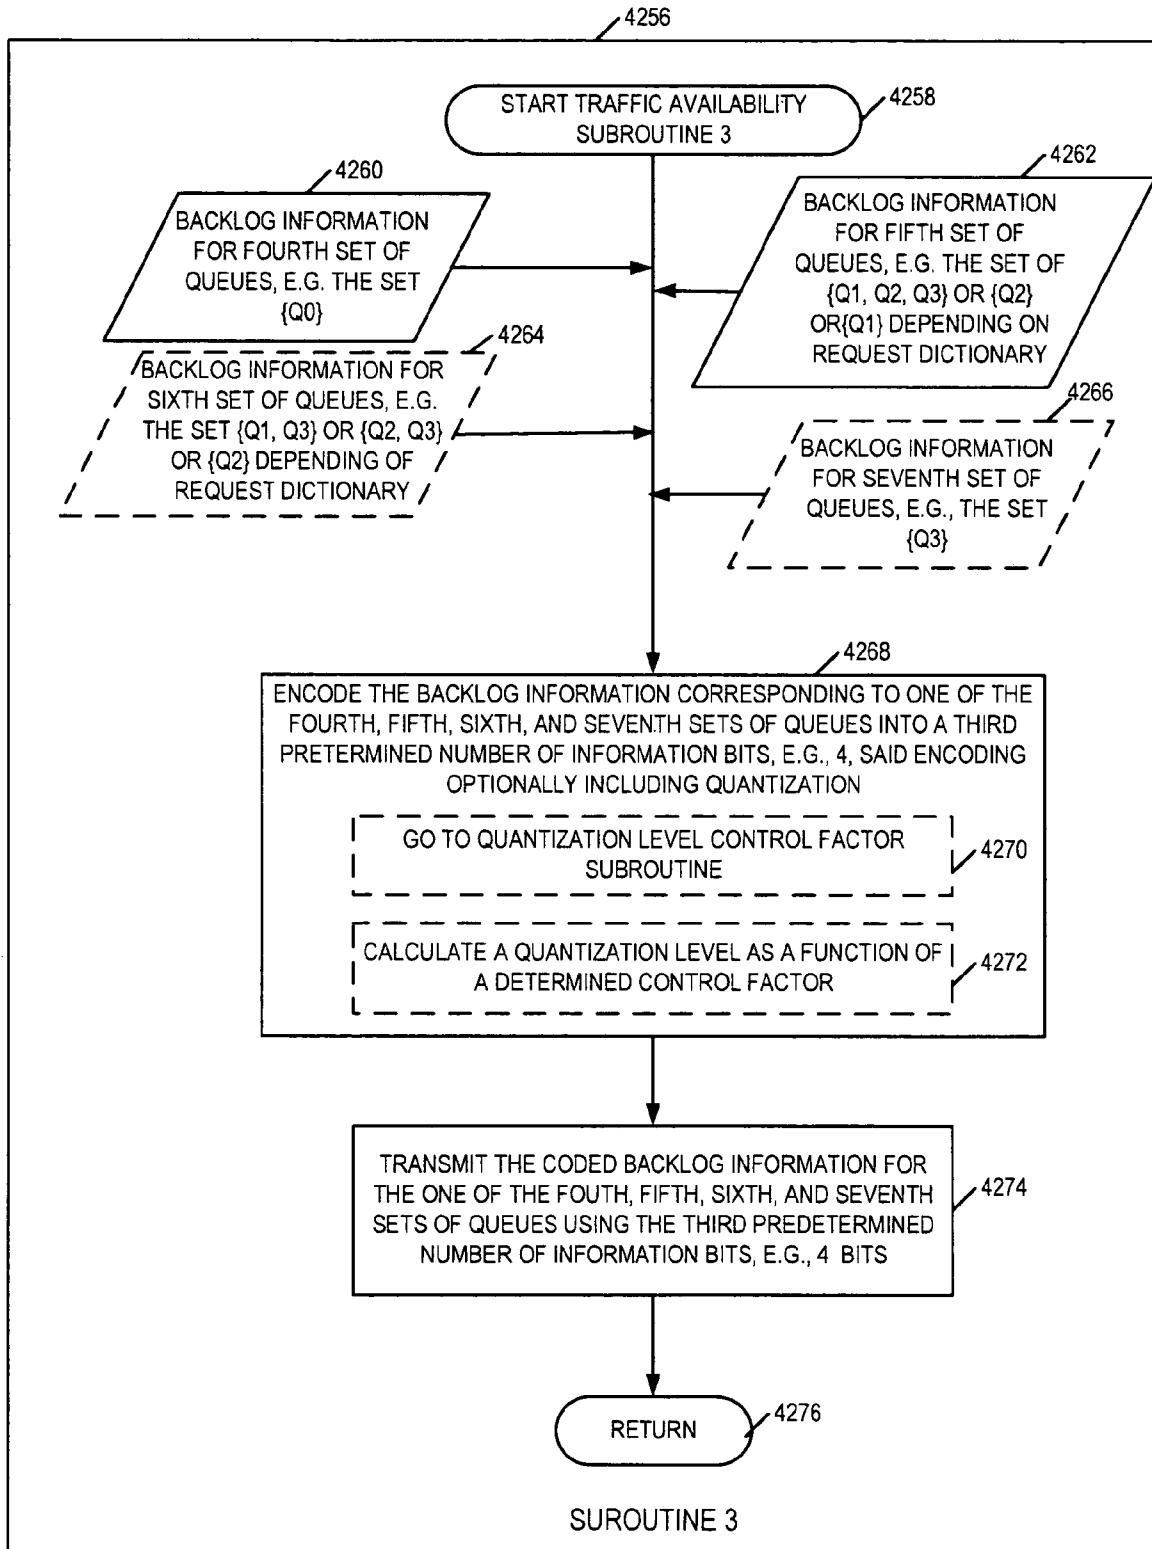 4256
START TRAFFIC AVAILABILITY
SUBROUTINE 3
4258
4260
BACKLOG INFORMATION
FOR FOURTH SET OF
QUEUES, E.G. THE SET
{Q0}
4262
BACKLOG INFORMATION
FOR FIFTH SET OF
QUEUES, E.G. THE SET OF
{Q1, Q2, Q3} OR {Q2}
OR{Q1} DEPENDING ON
REQUEST DICTIONARY
4264
BACKLOG INFORMATION FOR
SIXTH SET OF QUEUES, E.G.
THE SET {Q1, Q3} OR {Q2, Q3}
OR {Q2} DEPENDING OF
REQUEST DICTIONARY
4266
BACKLOG INFORMATION
FOR SEVENTH SET OF
QUEUES, E.G., THE SET
{Q3}
4268
ENCODE THE BACKLOG INFORMATION CORRESPONDING TO ONE OF THE
FOURTH, FIFTH, SIXTH, AND SEVENTH SETS OF QUEUES INTO A THIRD
PRETERMINED NUMBER OF INFORMATION BITS, E.G., 4, SAID ENCODING
OPTIONALLY INCLUDING QUANTIZATION
GO TO QUANTIZATION LEVEL CONTROL FACTOR
SUBROUTINE
4270
CALCULATE A QUANTIZATION LEVEL AS A FUNCTION OF
A DETERMINED CONTROL FACTOR
4272
TRANSMIT THE CODED BACKLOG INFORMATION FOR
THE ONE OF THE FOUTH, FIFTH, SIXTH, AND SEVENTH
SETS OF QUEUES USING THE THIRD PREDETERMINED
NUMBER OF INFORMATION BITS, E.G., 4 BITS
4274
RETURN
4276
SUROUTINE 3